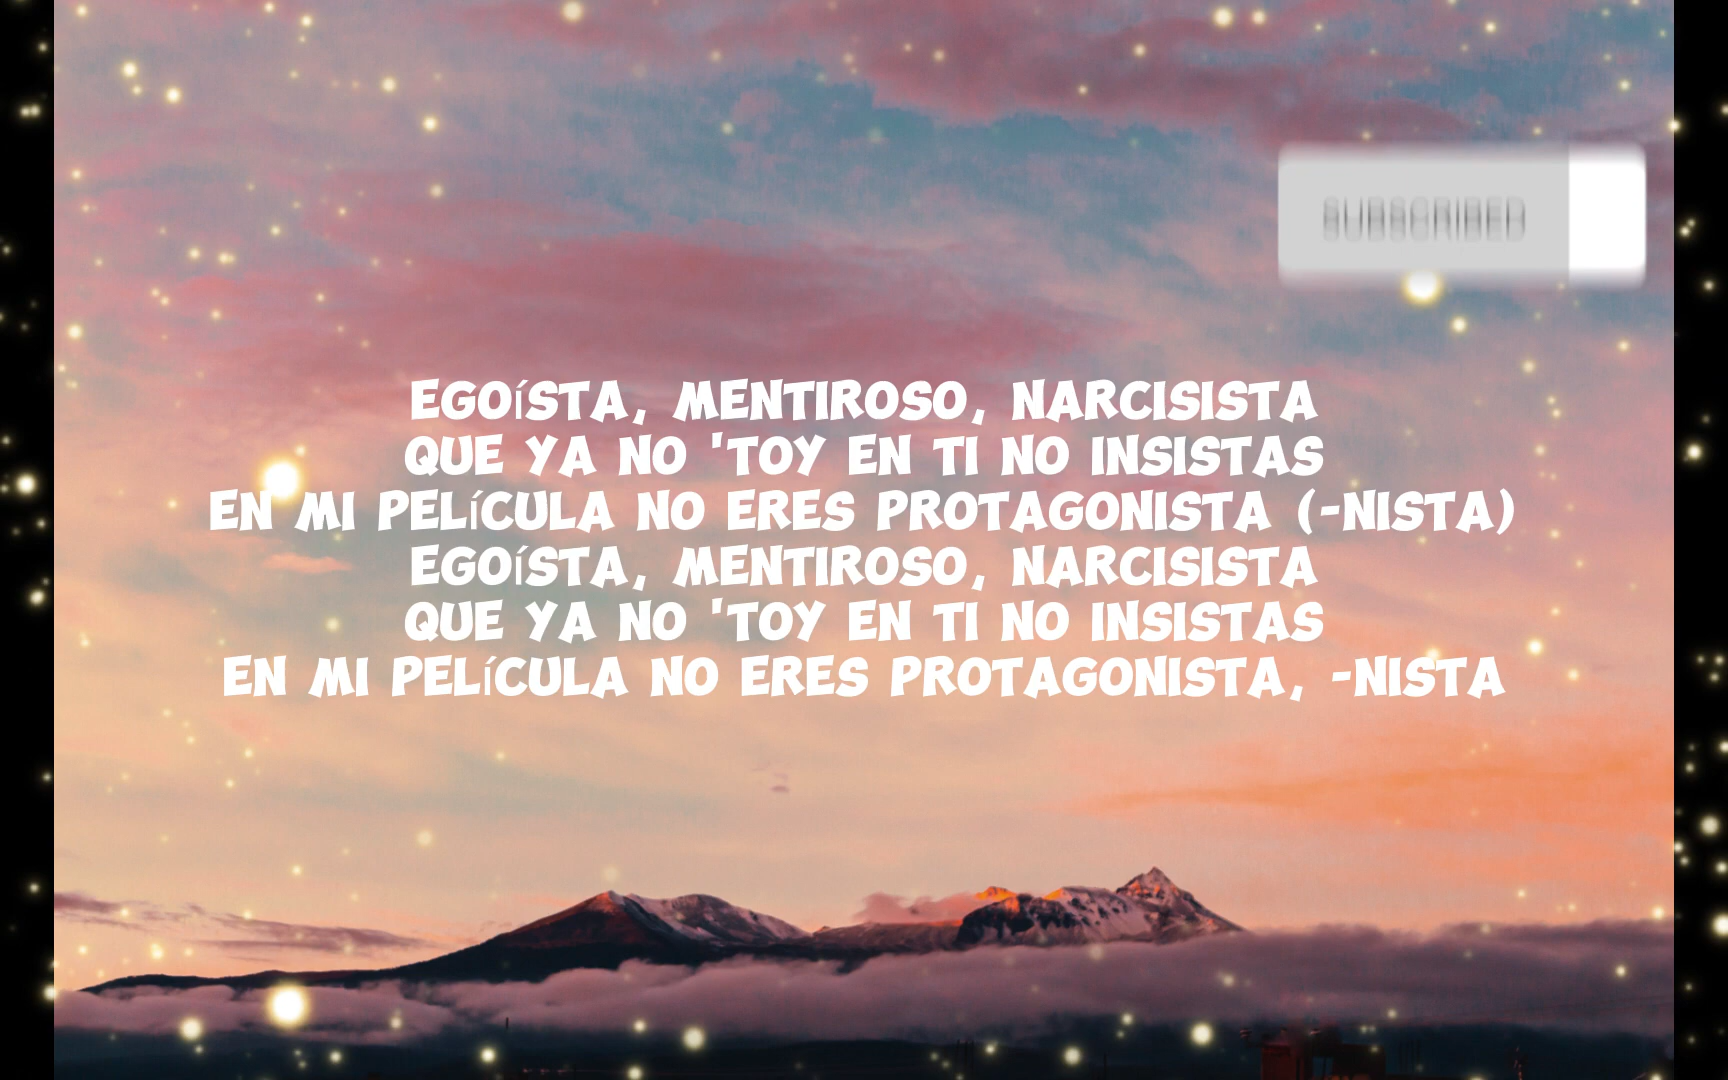 SUBSCRIBED
EGOÍSTA, MENTIROSO, NARCISISTA
QUE YA NO 'TOY EN TI NO INSISTAS
EN MI PELÍCULA NO ERES PROTAGONISTA (-NISTA)
EGOÍSTA, MENTIROSO, NARCISISTA
QUE YA NO 'TOY EN TI NO INSISTAS
EN MI PELÍCULA NO ERES PROTAGONISTA, -NISTA